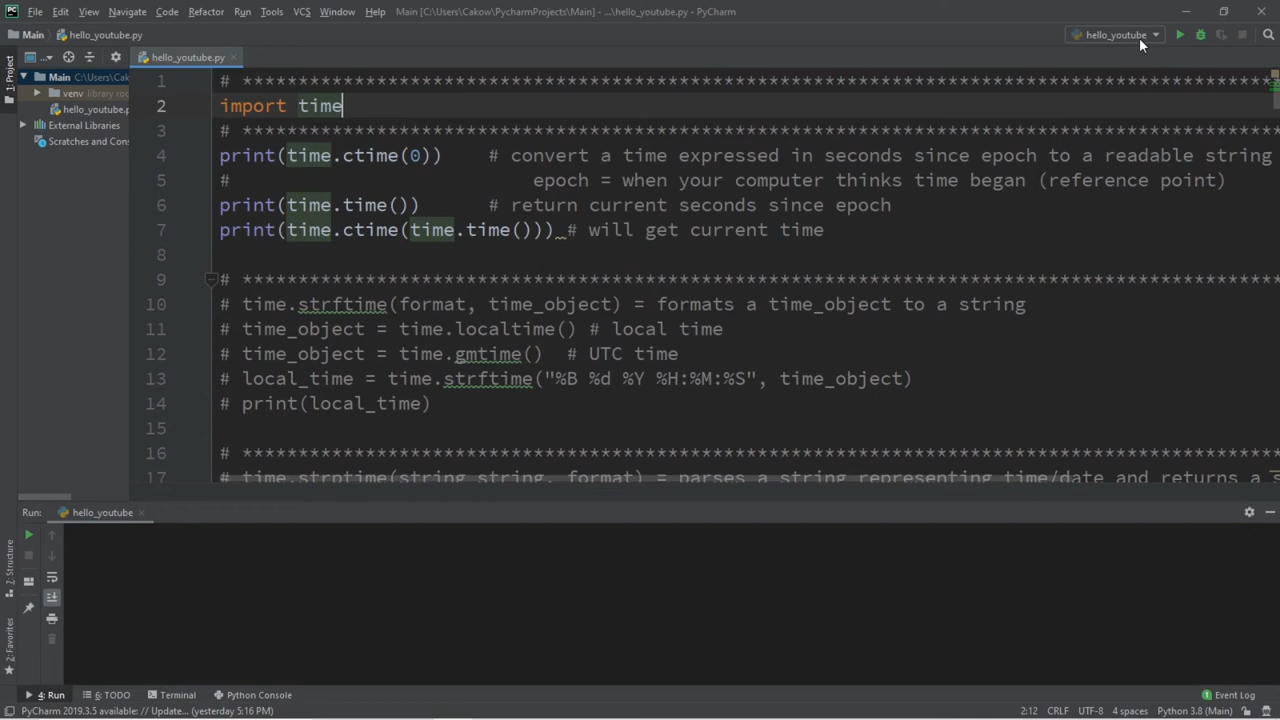 File Edit View Navigate Code Refactor Run Tools VCS Window Help Main [C:\Users\Cakow\PycharmProjects\Main] - ...\hello_youtube.py - PyCharm
Main hello_youtube.py hello_youtube
1: Project
... hello_youtube.py
Main C:\Users\Cakow
venv library roo
hello_youtube.p
External Libraries
Scratches and Cons
1 # **********************************************************************************************
2 import time
3 # **********************************************************************************************
4 print(time.ctime(0)) # convert a time expressed in seconds since epoch to a readable string
5 # epoch = when your computer thinks time began (reference point)
6 print(time.time()) # return current seconds since epoch
7 print(time.ctime(time.time())) # will get current time
8
9 # **********************************************************************************************
10 # time.strftime(format, time_object) = formats a time_object to a string
11 # time_object = time.localtime() # local time
12 # time_object = time.gmtime() # UTC time
13 # local_time = time.strftime("%B %d %Y %H:%M:%S", time_object)
14 # print(local_time)
15
16 # **********************************************************************************************
17 # time.strptime(string string, format) = parses a string representing time/date and returns a s
Run: hello_youtube
7: Structure
2: Favorites
4: Run 6: TODO Terminal Python Console Event Log
PyCharm 2019.3.5 available: // Update... (yesterday 5:16 PM) 2:12 CRLF UTF-8 4 spaces Python 3.8 (Main)